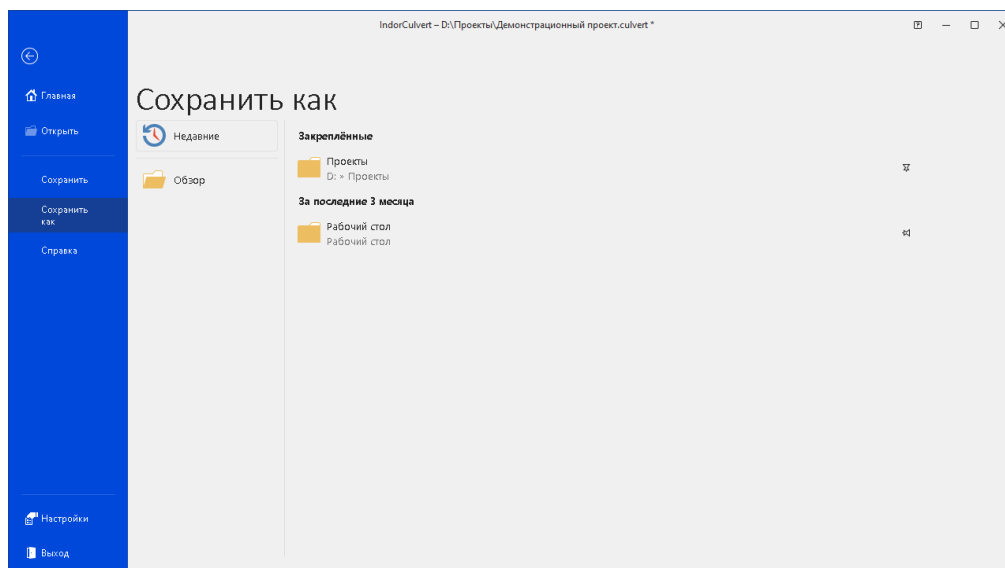 IndorCulvert – D:\Проекты\Демонстрационный проект.culvert *
Главная
Открыть
Сохранить
Сохранить
как
Справка
Настройки
Выход
Сохранить как
Недавние
Обзор
Закреплённые
Проекты
D: » Проекты
За последние 3 месяца
Рабочий стол
Рабочий стол